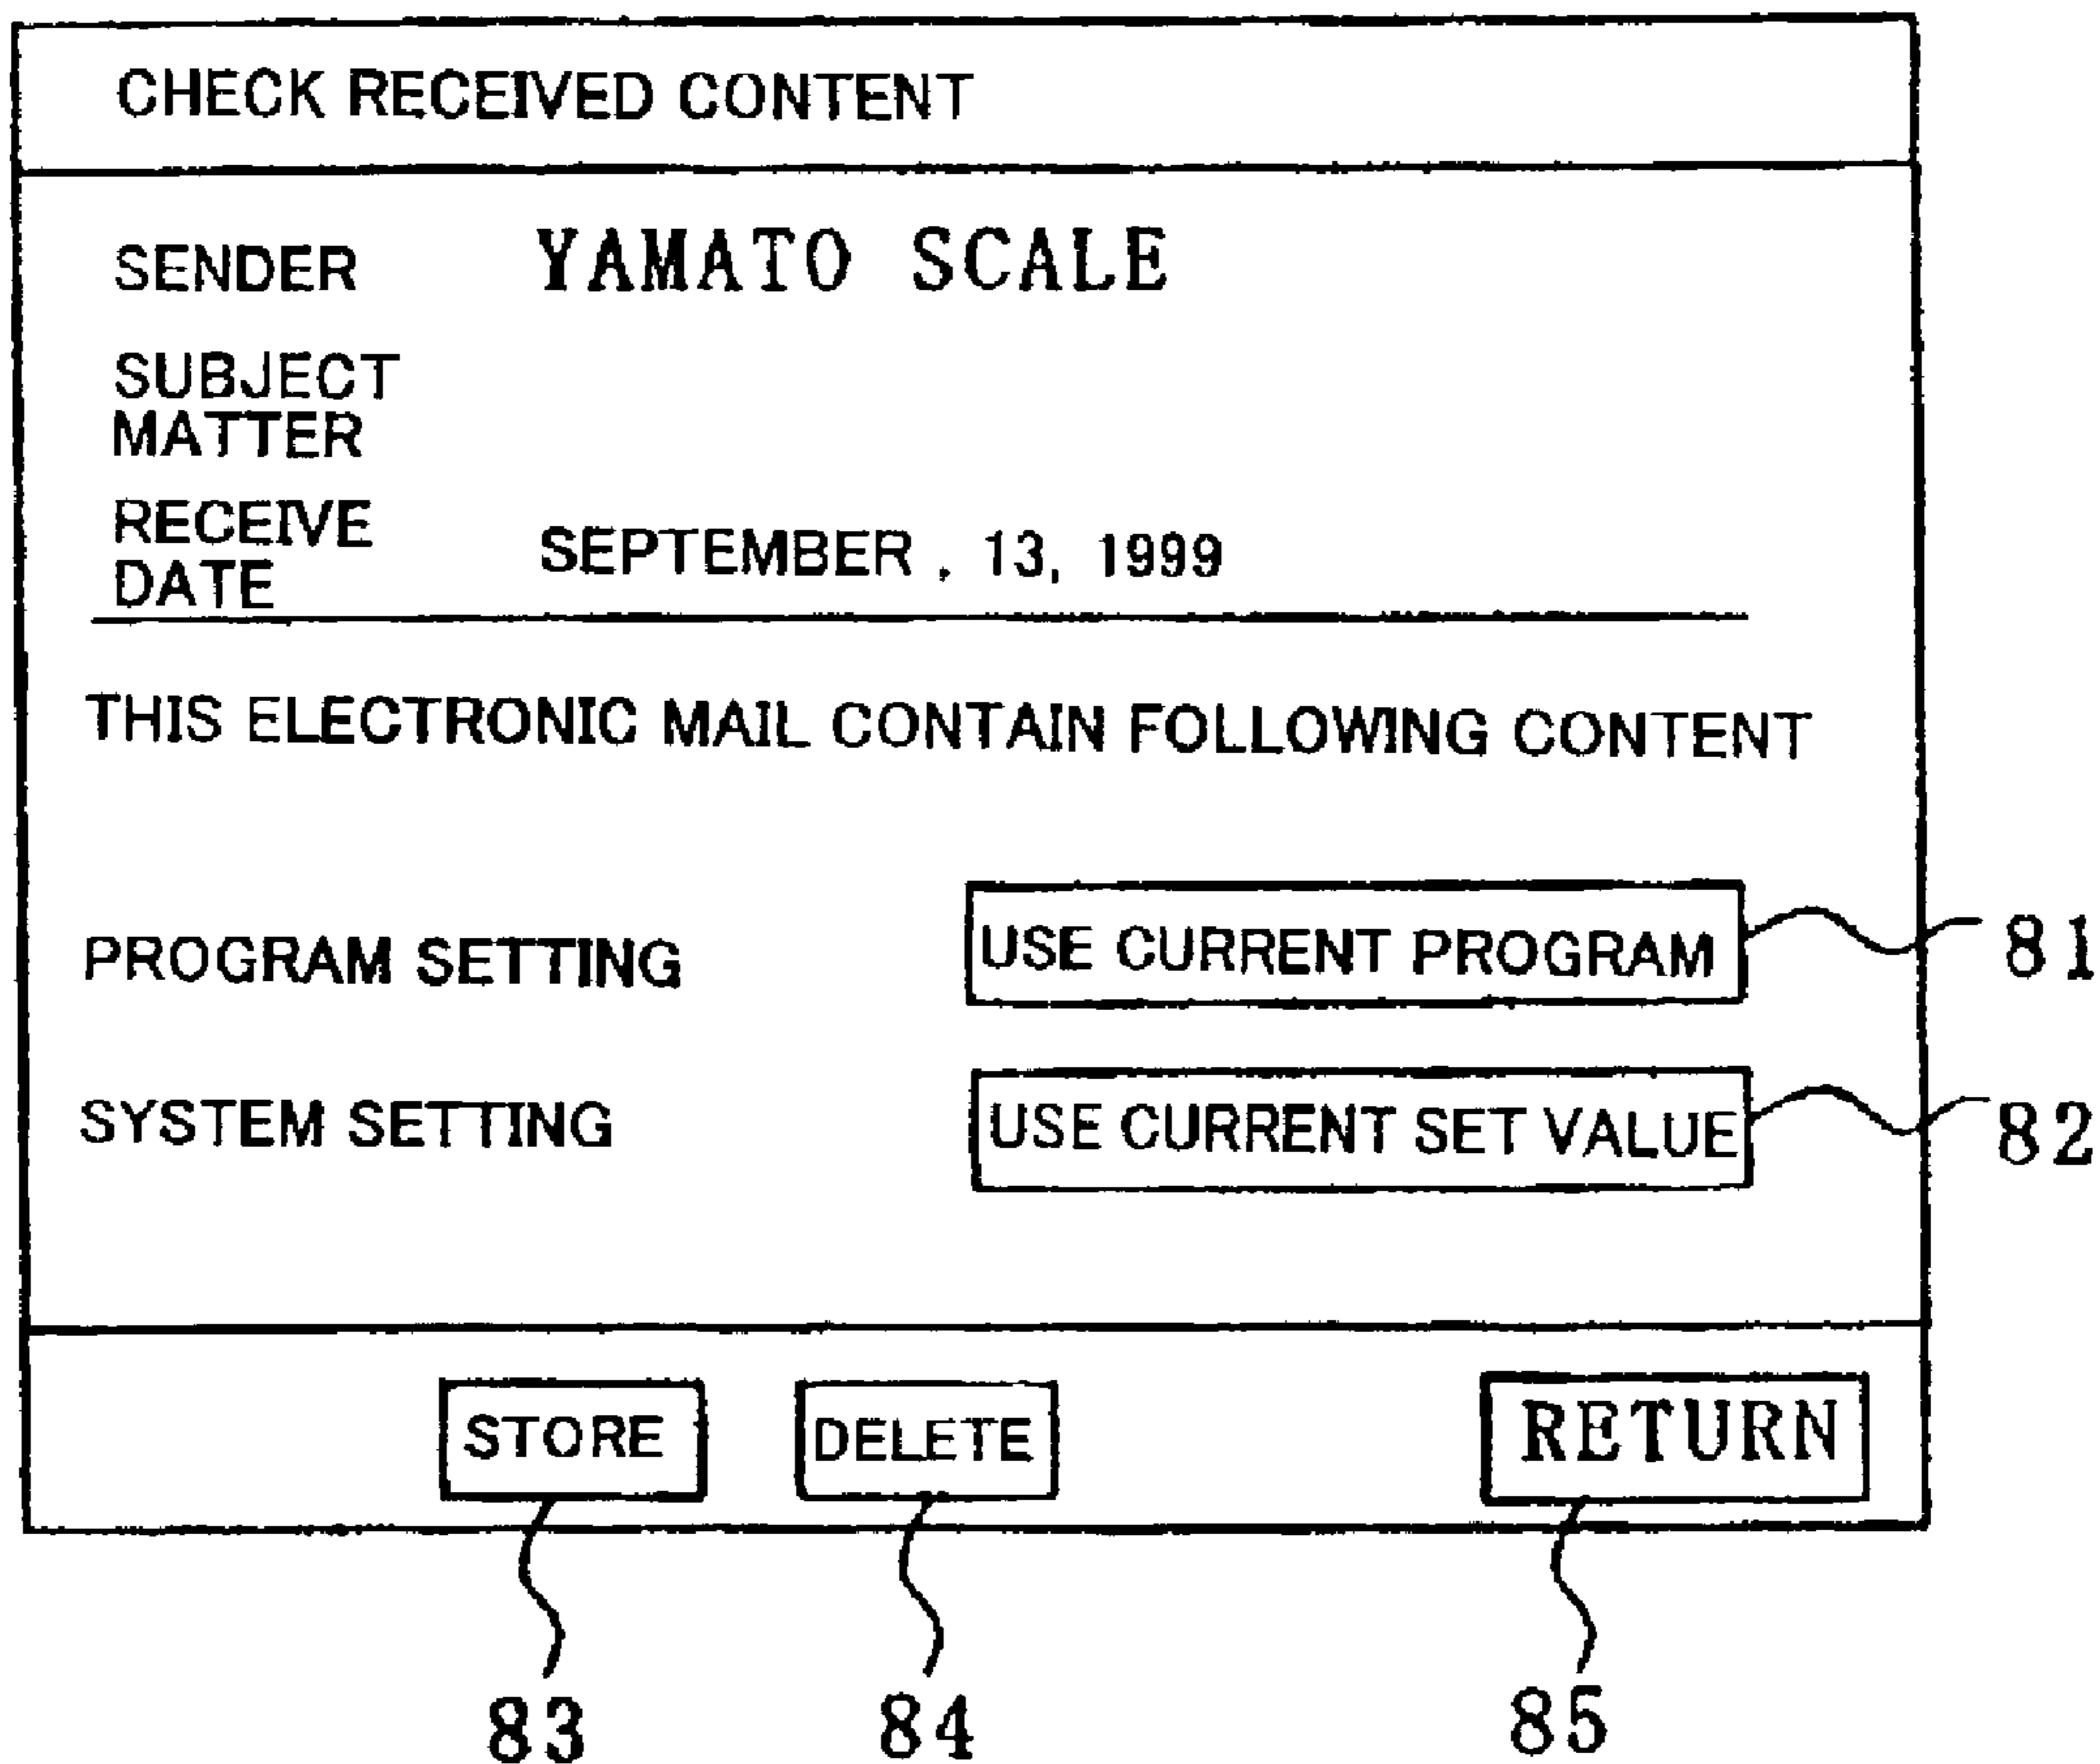 CHECK RECEIVED CONTENT
SENDER YAMATO SCALE
SUBJECT
MATTER
RECEIVE
DATE SEPTEMBER , 13, 1999
THIS ELECTRONIC MAIL CONTAIN FOLLOWING CONTENT
PROGRAM SETTING USE CURRENT PROGRAM 81
SYSTEM SETTING USE CURRENT SET VALUE 82
STORE DELETE RETURN
83 84 85